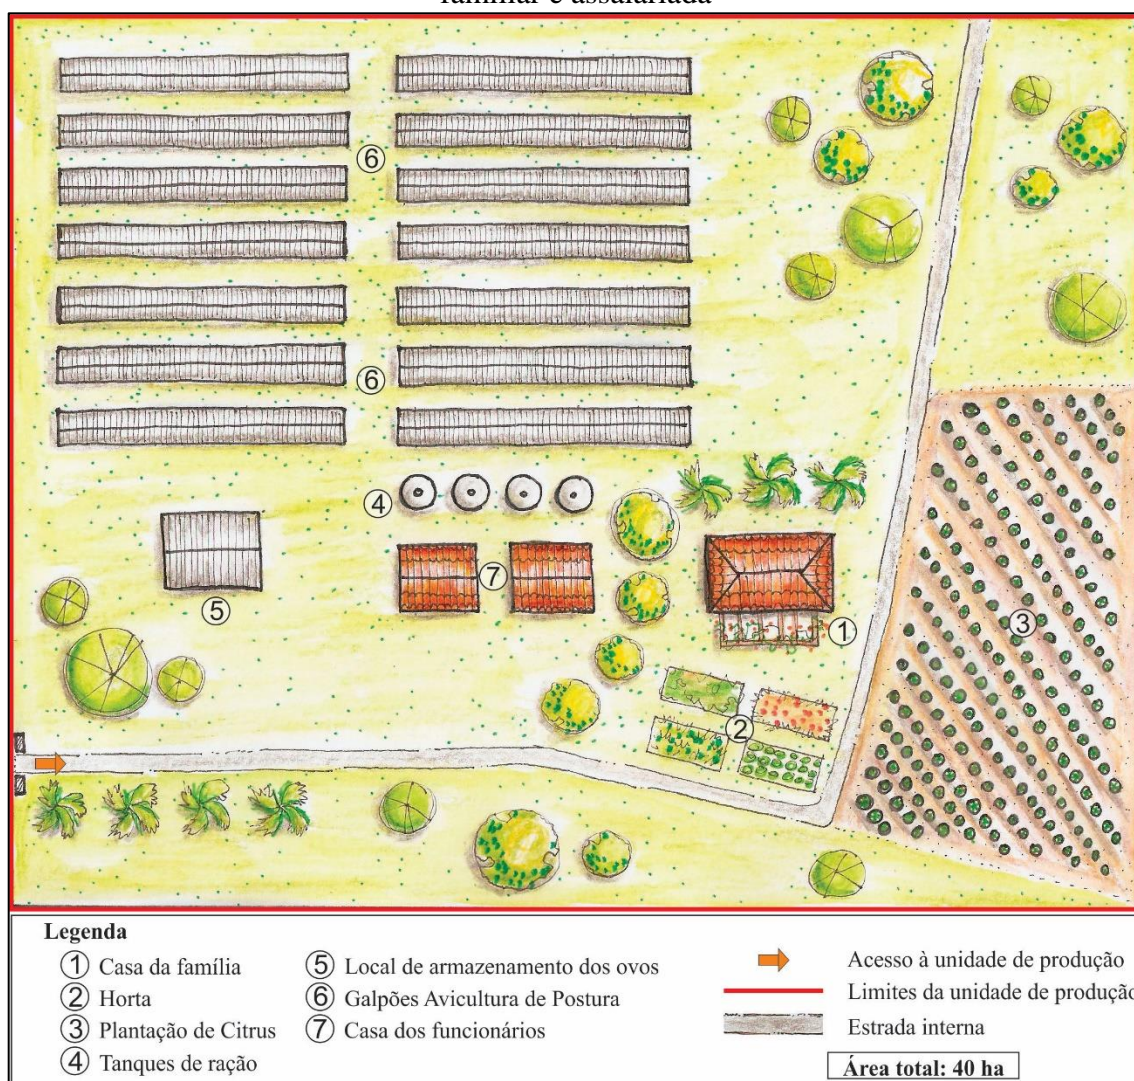 familiar e assalariada
6
6
4
7
5
1
3
2
Legenda
1 Casa da família
2 Horta
3 Plantação de Citrus
4 Tanques de ração
5 Local de armazenamento dos ovos
6 Galpões Avicultura de Postura
7 Casa dos funcionários
Acesso à unidade de produção
Limites da unidade de produção
Estrada interna
Área total: 40 ha